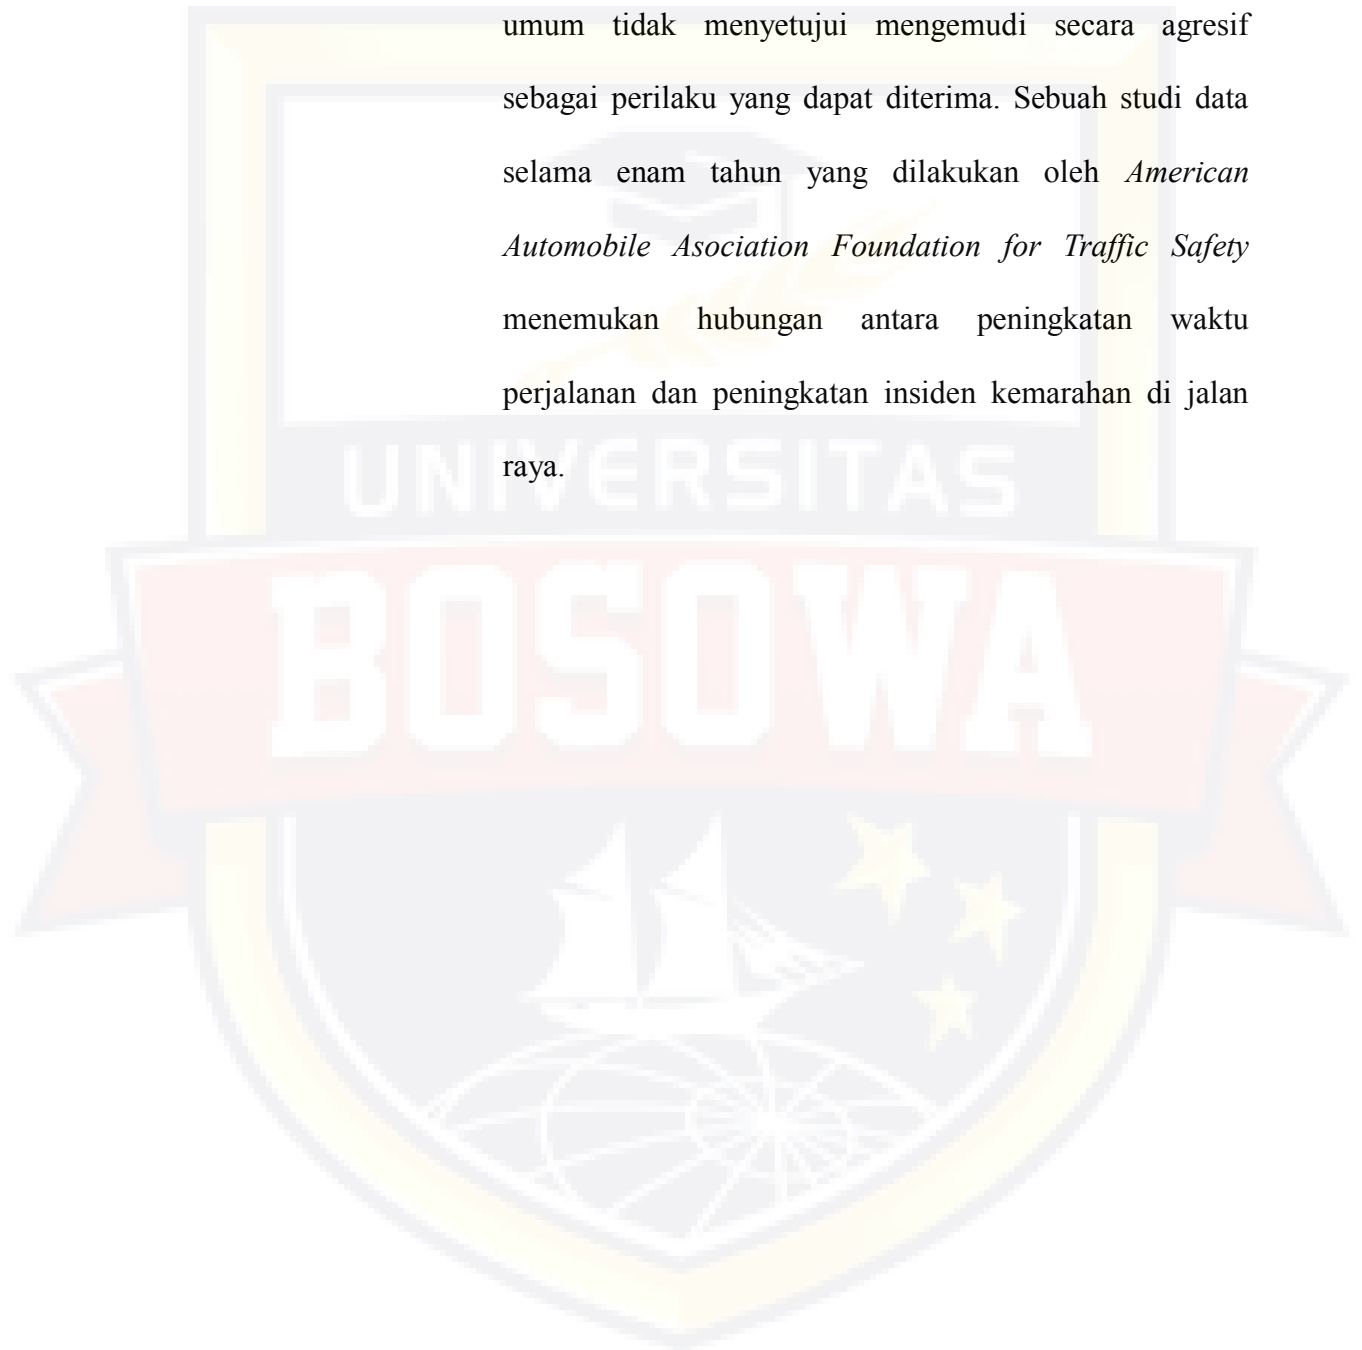 umum tidak menyetujui mengemudi secara agresif
sebagai perilaku yang dapat diterima. Sebuah studi data
selama enam tahun yang dilakukan oleh American
Automobile Asociation Foundation for Traffic Safety
menemukan hubungan antara peningkatan waktu
perjalanan dan peningkatan insiden kemarahan di jalan
raya.
UNIVERSITAS
BOSOWA